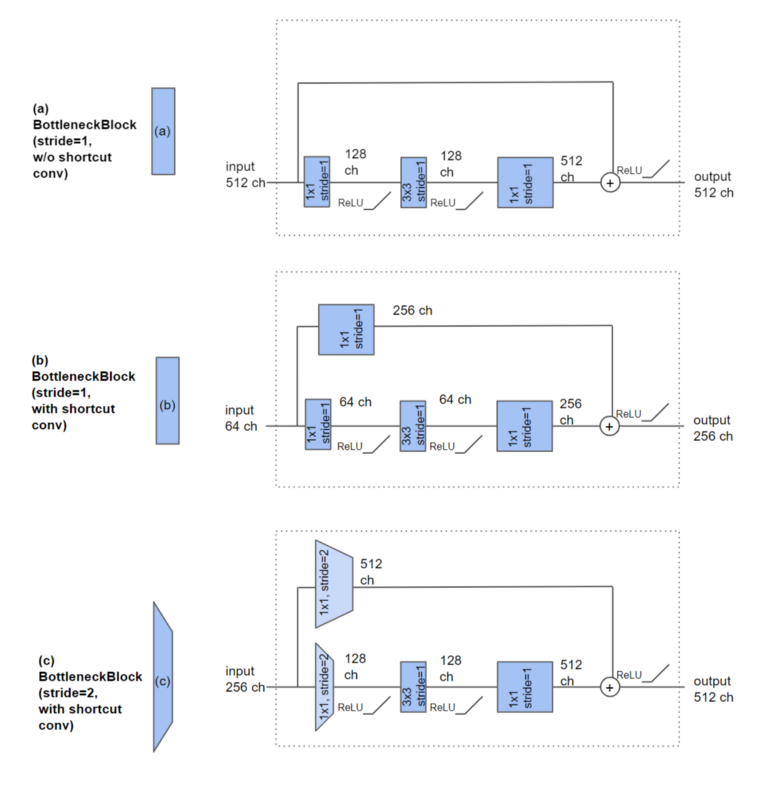 (a)
BottleneckBlock
(stride=1,
w/o shortcut
conv)
(a)
input
512 ch
1x1
stride=1
128
ch
ReLU
3x3
stride=1
128
ch
ReLU
1x1
stride=1
512
ch
+
ReLU
output
512 ch
(b)
BottleneckBlock
(stride=1,
with shortcut
conv)
(b)
1x1
stride=1
256 ch
input
64 ch
1x1
stride=1
64 ch
ReLU
3x3
stride=1
64 ch
ReLU
1x1
stride=1
256
ch
+
ReLU
output
256 ch
(c)
BottleneckBlock
(stride=2,
with shortcut
conv)
(c)
1x1, stride=2
512
ch
input
256 ch
1x1, stride=2
128
ch
ReLU
3x3
stride=1
128
ch
ReLU
1x1
stride=1
512
ch
+
ReLU
output
512 ch